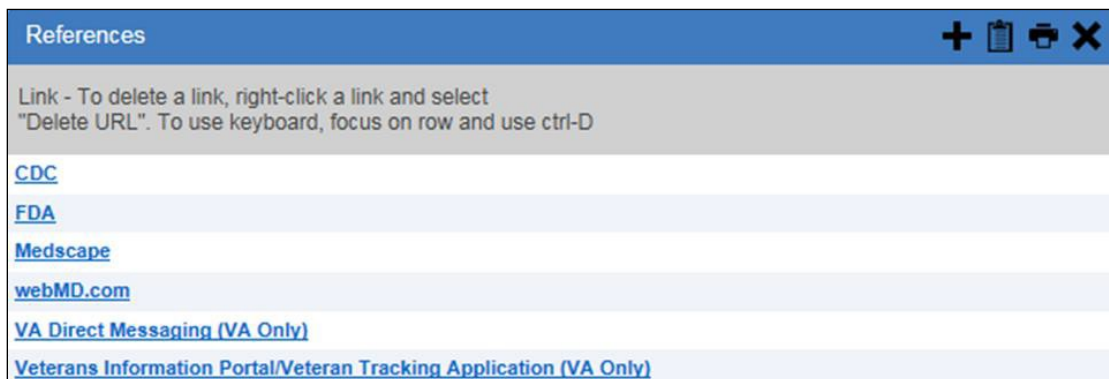 References
Link - To delete a link, right-click a link and select
"Delete URL". To use keyboard, focus on row and use ctrl-D
CDC
FDA
Medscape
webMD.com
VA Direct Messaging (VA Only)
Veterans Information Portal/Veteran Tracking Application (VA Only)